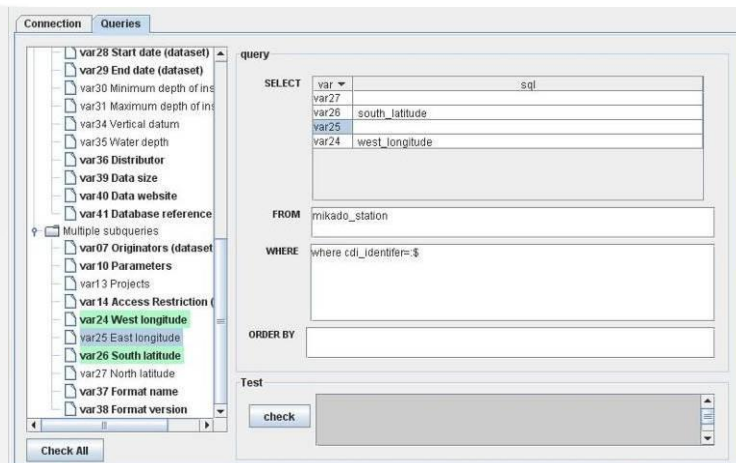 Connection Queries
var28 Start date (dataset)
var29 End date (dataset)
var30 Minimum depth of ins
var31 Maximum depth of ins
var34 Vertical datum
var35 Water depth
var36 Distributor
var39 Data size
var40 Data website
var41 Database reference
Multiple subqueries
var07 Originators (dataset
var10 Parameters
var13 Projects
var14 Access Restriction (
var24 West longitude
var25 East longitude
var26 South latitude
var27 North latitude
var37 Format name
var38 Format version
Check All
query
SELECT var sql
var27
var26 south_latitude
var25
var24 west_longitude
FROM mikado_station
WHERE where cdi_identifer=:$
ORDER BY
Test
check